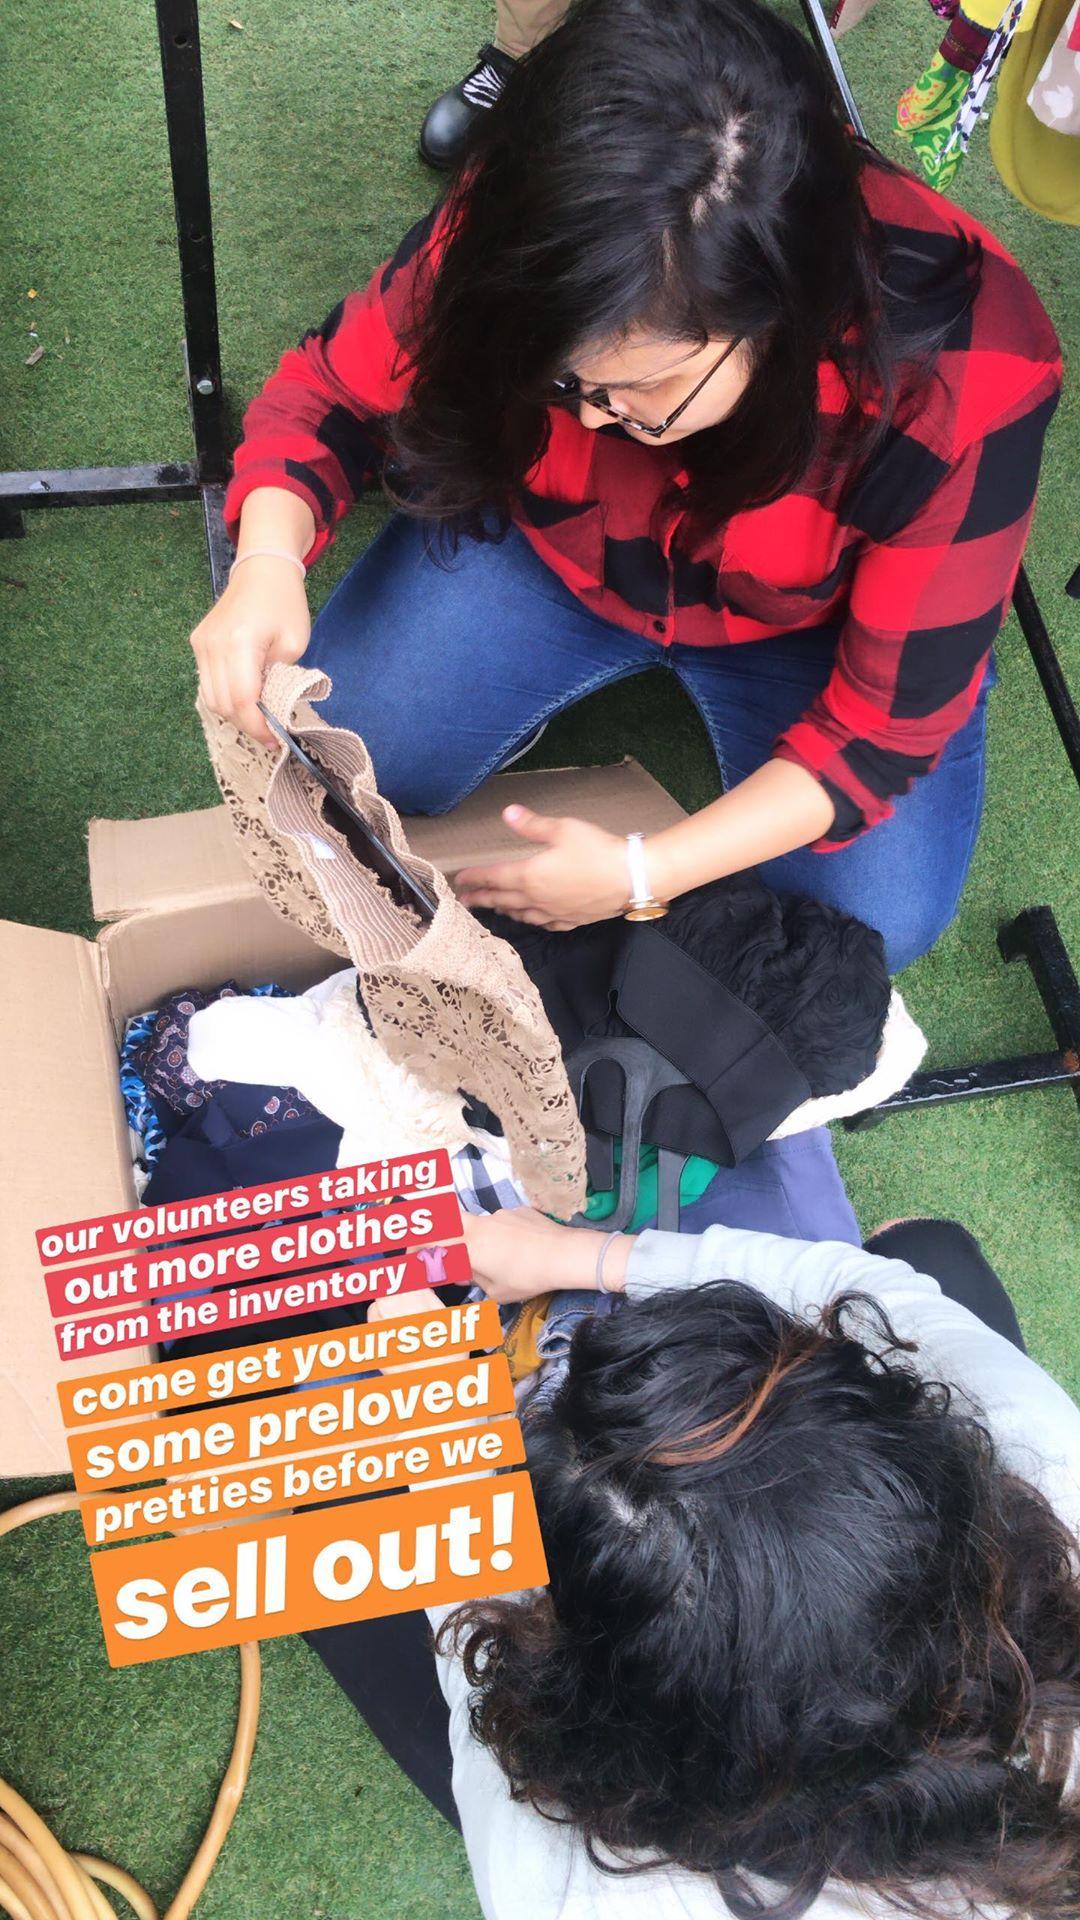 our volunteers taking
out more clothes
from the inventory 👚
come get yourself
some preloved
pretties before we
sell out!